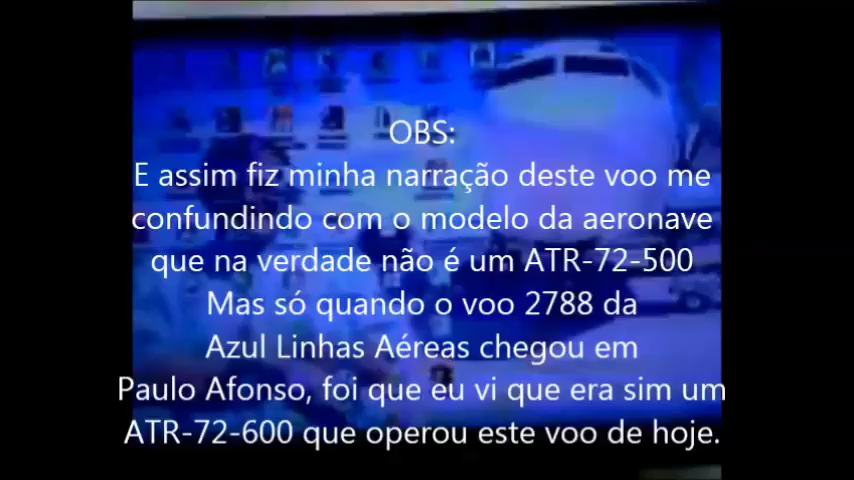 OBS:
E assim fiz minha narração deste voo me
confundindo com o modelo da aeronave
que na verdade não é um ATR-72-500
Mas só quando o voo 2788 da
Azul Linhas Aéreas chegou em
Paulo Afonso, foi que eu vi que era sim um
ATR-72-600 que operou este voo de hoje.